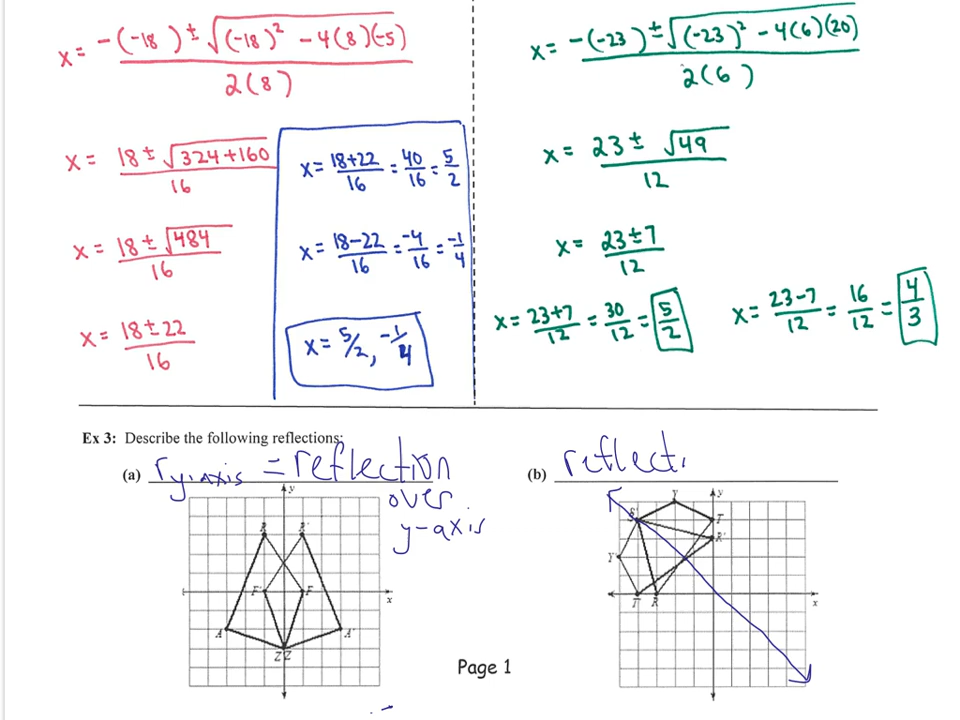 x = -(-18) ± √(-18)² - 4(8)(-5) / 2(8)
x = 18 ± √324+160 / 16
x = 18 ± √484 / 16
x = 18 ± 22 / 16
x = 18+22 / 16 = 40/16 = 5/2
x = 18-22 / 16 = -4/16 = -1/4
x = 5/2, -1/4
x = -(-23) ± √(-23)² - 4(6)(20) / 2(6)
x = 23 ± √49 / 12
x = 23 ± 7 / 12
x = 23+7 / 12 = 30/12 = 5/2
x = 23-7 / 12 = 16/12 = 4/3
Ex 3: Describe the following reflections:
(a) r y-axis = reflection
over
y-axis
y
R R'
F' F
x
A A'
Z'Z
(b) reflecti
y
Y
S T'
R'
Y'
T R
x
Page 1